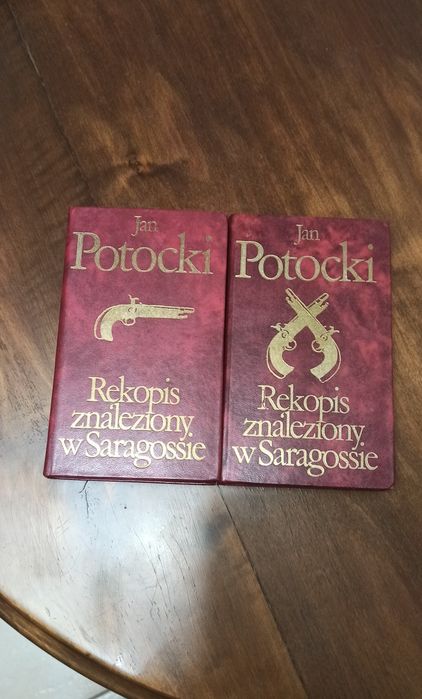 Jan
Potocki
Rękopis
znaleziony
w Saragossie
Jan
Potocki
Rękopis
znaleziony
w Saragossie